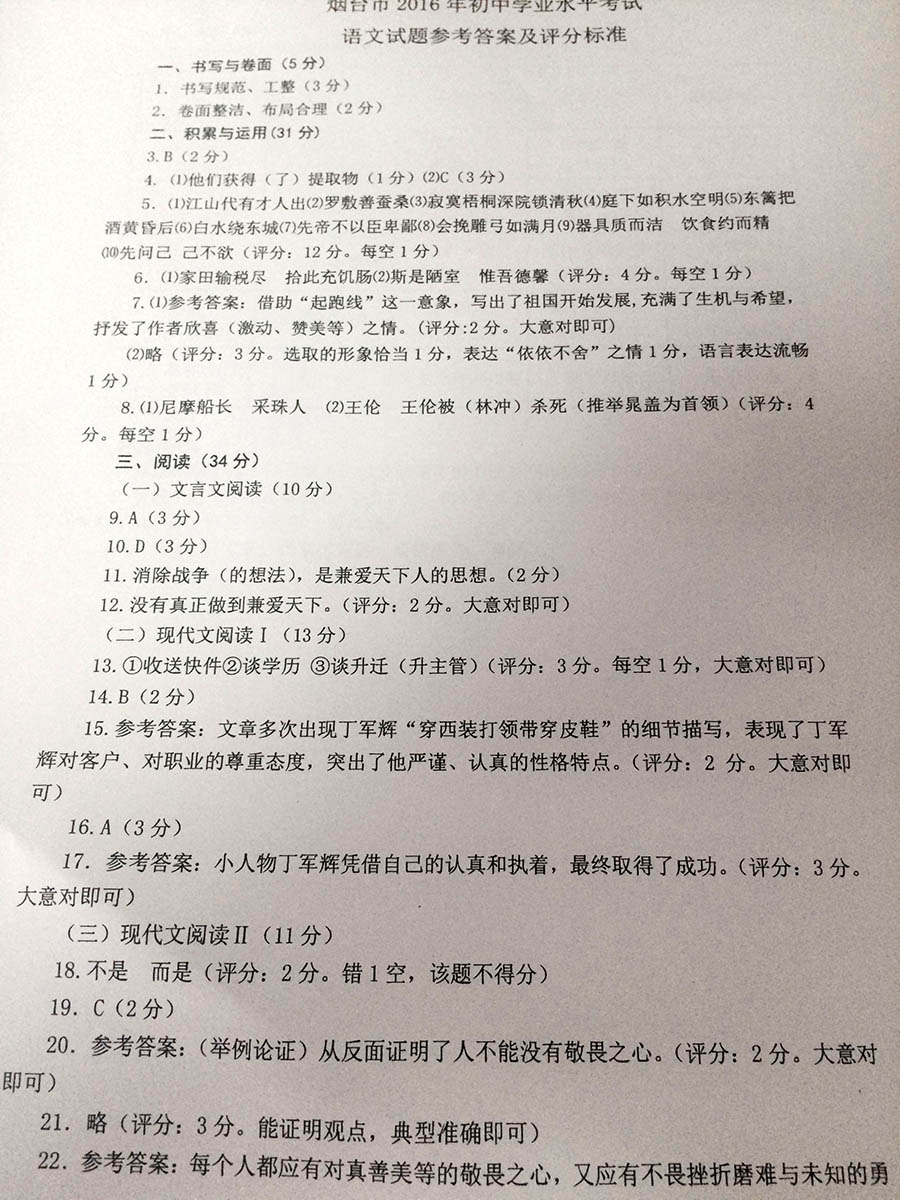 烟台市 2016 年初中学业水平考试
语文试题参考答案及评分标准
一、书写与卷面（5 分）
1. 书写规范、工整（3 分）
2. 卷面整洁、布局合理（2 分）
二、积累与运用(31 分)
3. B（2 分）
4. ⑴他们获得（了）提取物（1 分）⑵C（3 分）
5. ⑴江山代有才人出⑵罗敷善蚕桑⑶寂寞梧桐深院锁清秋⑷庭下如积水空明⑸东篱把
酒黄昏后⑹白水绕东城⑺先帝不以臣卑鄙⑻会挽雕弓如满月⑼器具质而洁 饮食约而精
⑽先问己 己不欲（评分：12 分。每空 1 分）
6. ⑴家田输税尽 拾此充饥肠⑵斯是陋室 惟吾德馨（评分：4 分。每空 1 分）
7. ⑴参考答案：借助“起跑线”这一意象，写出了祖国开始发展,充满了生机与希望，
抒发了作者欣喜（激动、赞美等）之情。(评分:2 分。大意对即可)
⑵略（评分：3 分。选取的形象恰当 1 分，表达“依依不舍”之情 1 分，语言表达流畅
1 分）
8. ⑴尼摩船长 采珠人 ⑵王伦 王伦被（林冲）杀死（推举晁盖为首领）（评分：4
分。每空 1 分）
三、阅读（34 分）
（一）文言文阅读（10 分）
9. A（3 分）
10. D（3 分）
11. 消除战争（的想法），是兼爱天下人的思想。（2 分）
12. 没有真正做到兼爱天下。（评分：2 分。大意对即可）
（二）现代文阅读Ⅰ（13 分）
13. ①收送快件②谈学历 ③谈升迁（升主管）（评分：3 分。每空 1 分，大意对即可）
14. B（2 分）
15. 参考答案：文章多次出现丁军辉“穿西装打领带穿皮鞋”的细节描写，表现了丁军
辉对客户、对职业的尊重态度，突出了他严谨、认真的性格特点。（评分：2 分。大意对即
可）
16. A（3 分）
17. 参考答案：小人物丁军辉凭借自己的认真和执着，最终取得了成功。（评分：3 分。
大意对即可）
（三）现代文阅读Ⅱ（11 分）
18. 不是 而是（评分：2 分。错 1 空，该题不得分）
19. C（2 分）
20. 参考答案：（举例论证）从反面证明了人不能没有敬畏之心。（评分：2 分。大意对
即可）
21. 略（评分：3 分。能证明观点，典型准确即可）
22. 参考答案：每个人都应有对真善美等的敬畏之心，又应有不畏挫折磨难与未知的勇